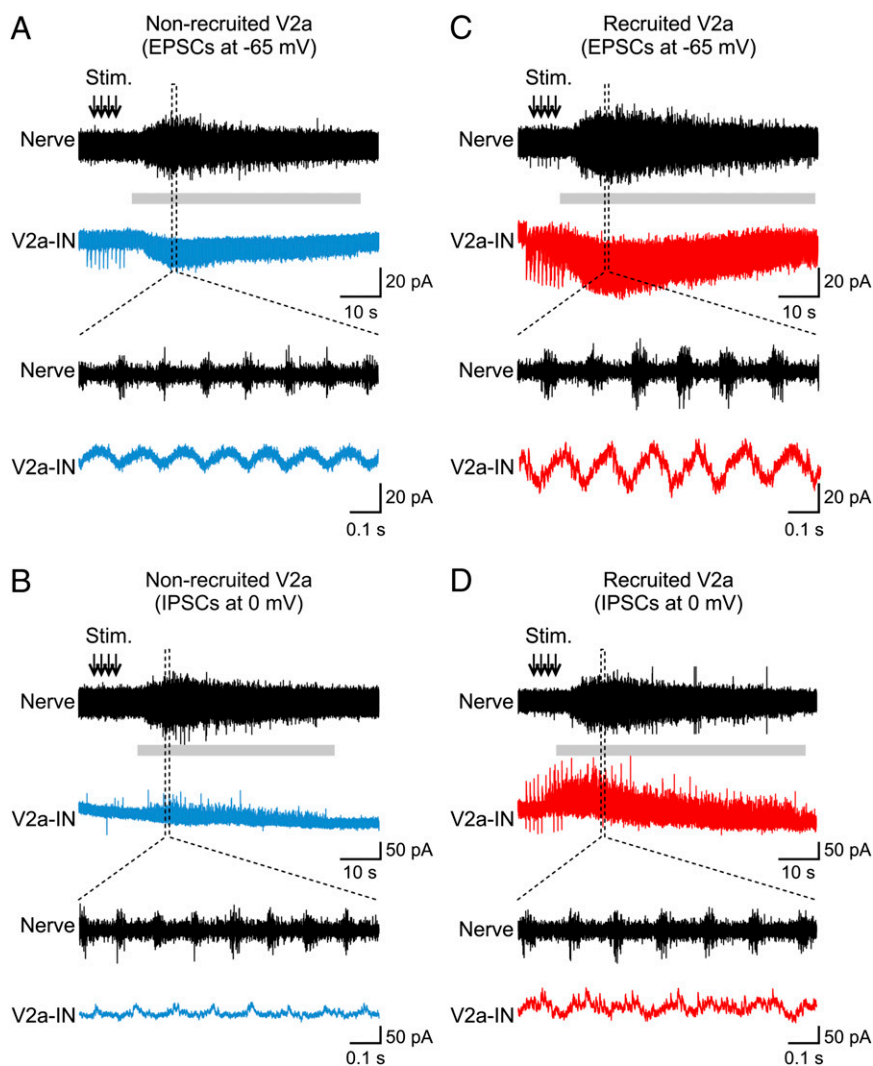 A
Non-recruited V2a
(EPSCs at -65 mV)
Stim.
Nerve
V2a-IN
20 pA
10 s
Nerve
V2a-IN
20 pA
0.1 s
B
Non-recruited V2a
(IPSCs at 0 mV)
Stim.
Nerve
V2a-IN
50 pA
10 s
Nerve
V2a-IN
50 pA
0.1 s
C
Recruited V2a
(EPSCs at -65 mV)
Stim.
Nerve
V2a-IN
20 pA
10 s
Nerve
V2a-IN
20 pA
0.1 s
D
Recruited V2a
(IPSCs at 0 mV)
Stim.
Nerve
V2a-IN
50 pA
10 s
Nerve
V2a-IN
50 pA
0.1 s